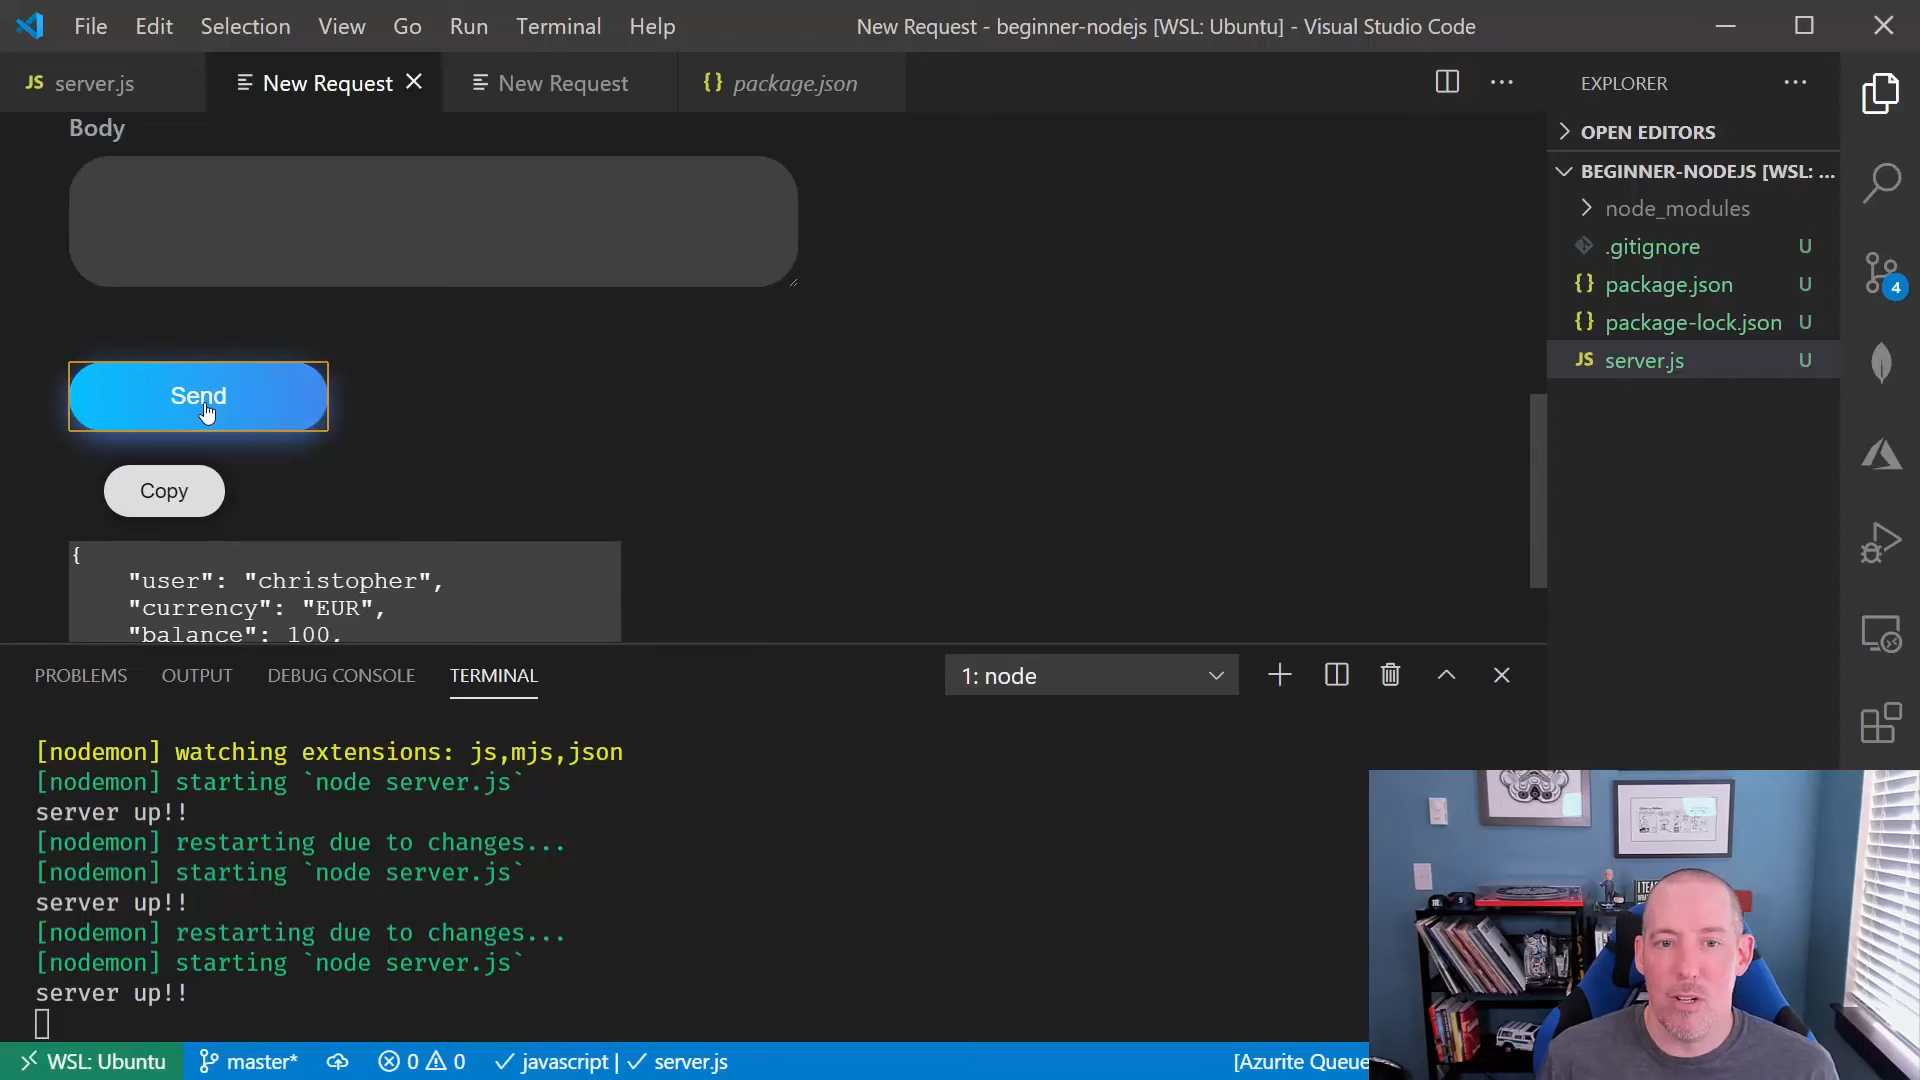 File Edit Selection View Go Run Terminal Help New Request - beginner-nodejs [WSL: Ubuntu] - Visual Studio Code
JS server.js New Request New Request {} package.json
EXPLORER
OPEN EDITORS
BEGINNER-NODEJS [WSL: ...
node_modules
.gitignore U
{} package.json U
{} package-lock.json U
JS server.js U
4
Body
Send
Copy
{
"user": "christopher",
"currency": "EUR",
"balance": 100,
PROBLEMS OUTPUT DEBUG CONSOLE TERMINAL 1: node
[nodemon] watching extensions: js,mjs,json
[nodemon] starting `node server.js`
server up!!
[nodemon] restarting due to changes...
[nodemon] starting `node server.js`
server up!!
[nodemon] restarting due to changes...
[nodemon] starting `node server.js`
server up!!
WSL: Ubuntu master* 0 0 javascript | server.js [Azurite Queue